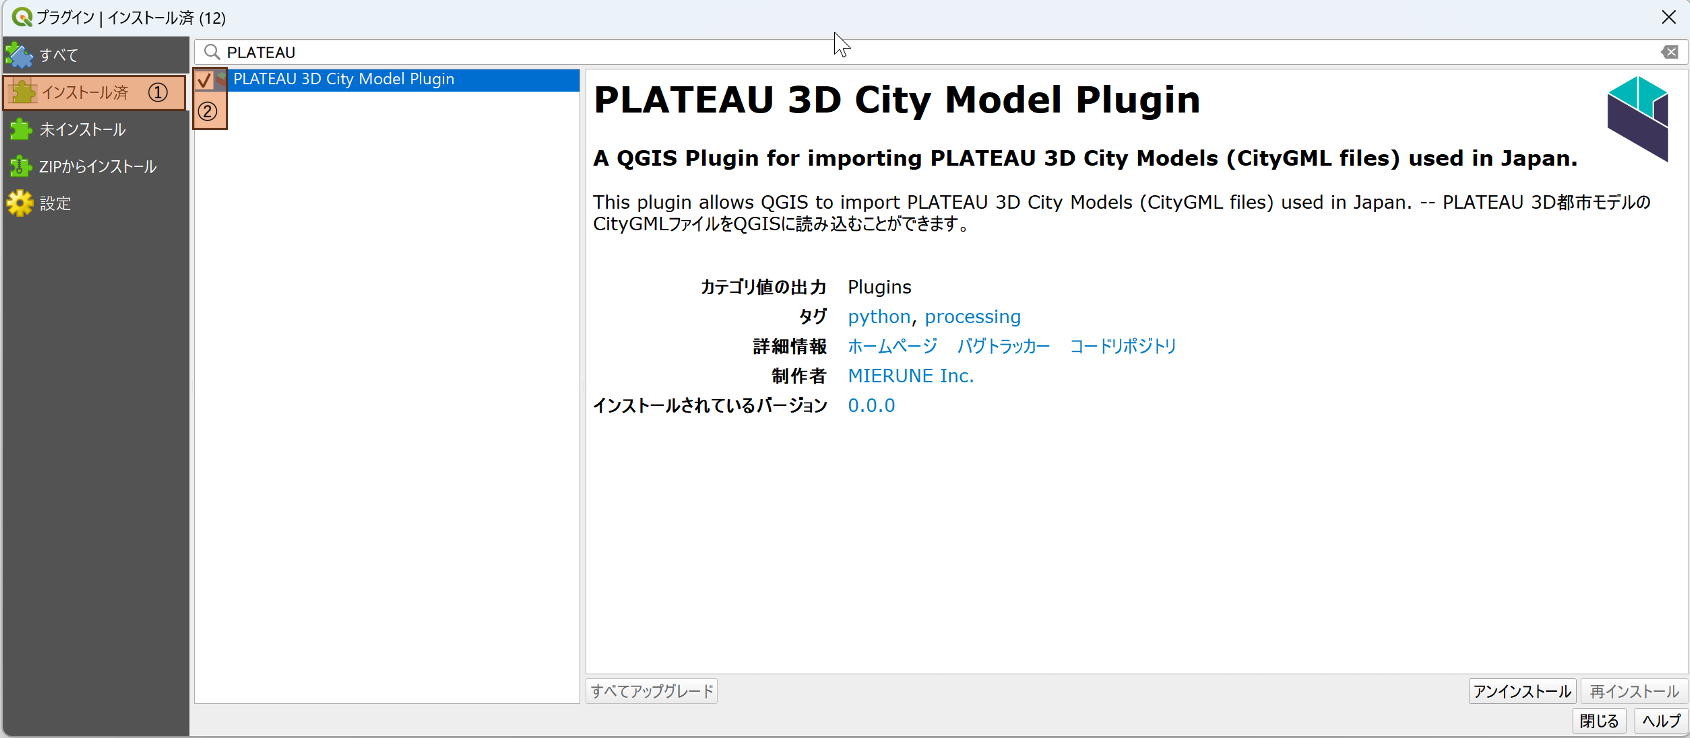 プラグイン | インストール済 (12)
すべて
インストール済 ①
未インストール
ZIPからインストール
設定
PLATEAU
PLATEAU 3D City Model Plugin
②
PLATEAU 3D City Model Plugin
A QGIS Plugin for importing PLATEAU 3D City Models (CityGML files) used in Japan.
This plugin allows QGIS to import PLATEAU 3D City Models (CityGML files) used in Japan. -- PLATEAU 3D都市モデルの
CityGMLファイルをQGISに読み込むことができます。
カテゴリ値の出力 Plugins
タグ python, processing
詳細情報 ホームページ バグトラッカー コードリポジトリ
制作者 MIERUNE Inc.
インストールされているバージョン 0.0.0
すべてアップグレード
アンインストール 再インストール
閉じる ヘルプ